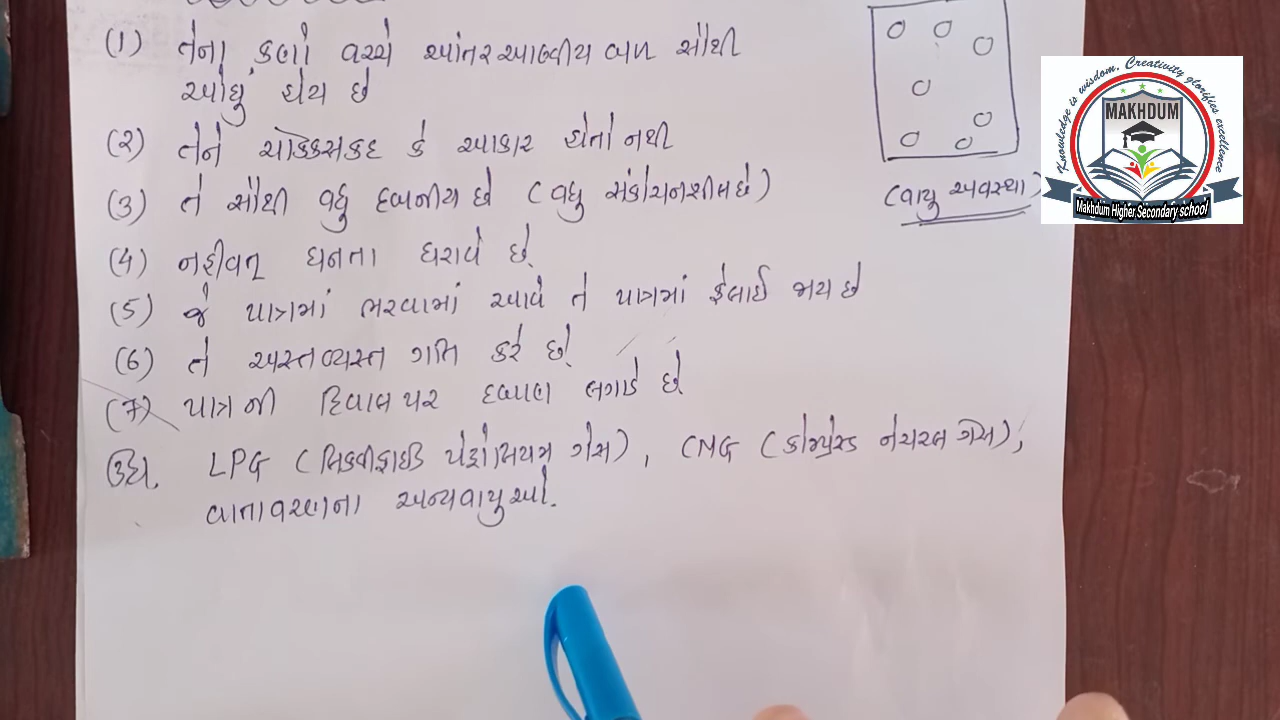 (1) તેના કણો વચ્ચે આંતરઆણ્વીય બળ સૌથી
ઓછું હોય છે
(૨) તેને ચોક્કસ કદ કે આકાર હોતો નથી
(3) તે સૌથી વધુ દબનીય છે (વધુ સંકોચનશીલ છે)
(વાયુ અવસ્થા)
(4) નહીવત્ ઘનતા ધરાવે છે.
(5) જે પાત્રમાં ભરવામાં આવે તે પાત્રમાં ફેલાઈ જાય છે
(6) તે અસ્તવ્યસ્ત ગતિ કરે છે.
(7) પાત્રની દિવાલ પર દબાણ લગાડે છે.
ઉદા. LPG (લિક્વીફાઈડ પેટ્રોલિયમ ગેસ), CNG (કોમ્પ્રેસ્ડ નેચરલ ગેસ),
વાતાવરણના અન્ય વાયુઓ.
Knowledge is wisdom, Creativity glorifies excellence
MAKHDUM
Makhdum Higher Secondary school